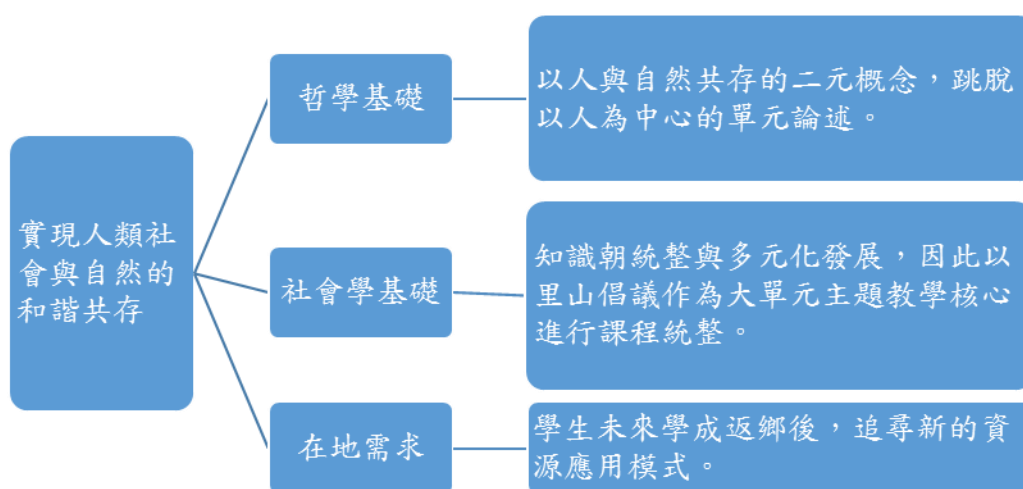 實現人類社
會與自然的
和諧共存
哲學基礎
以人與自然共存的二元概念，跳脫
以人為中心的單元論述。
社會學基礎
知識朝統整與多元化發展，因此以
里山倡議作為大單元主題教學核心
進行課程統整。
在地需求
學生未來學成返鄉後，追尋新的資
源應用模式。